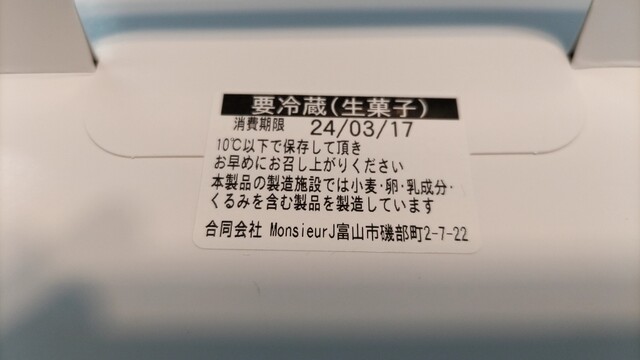 要冷蔵(生菓子)
消費期限 24/03/17
10℃以下で保存して頂き
お早めにお召し上がりください
本製品の製造施設では小麦・卵・乳成分・
くるみを含む製品を製造しています
合同会社 MonsieurJ富山市磯部町2-7-22